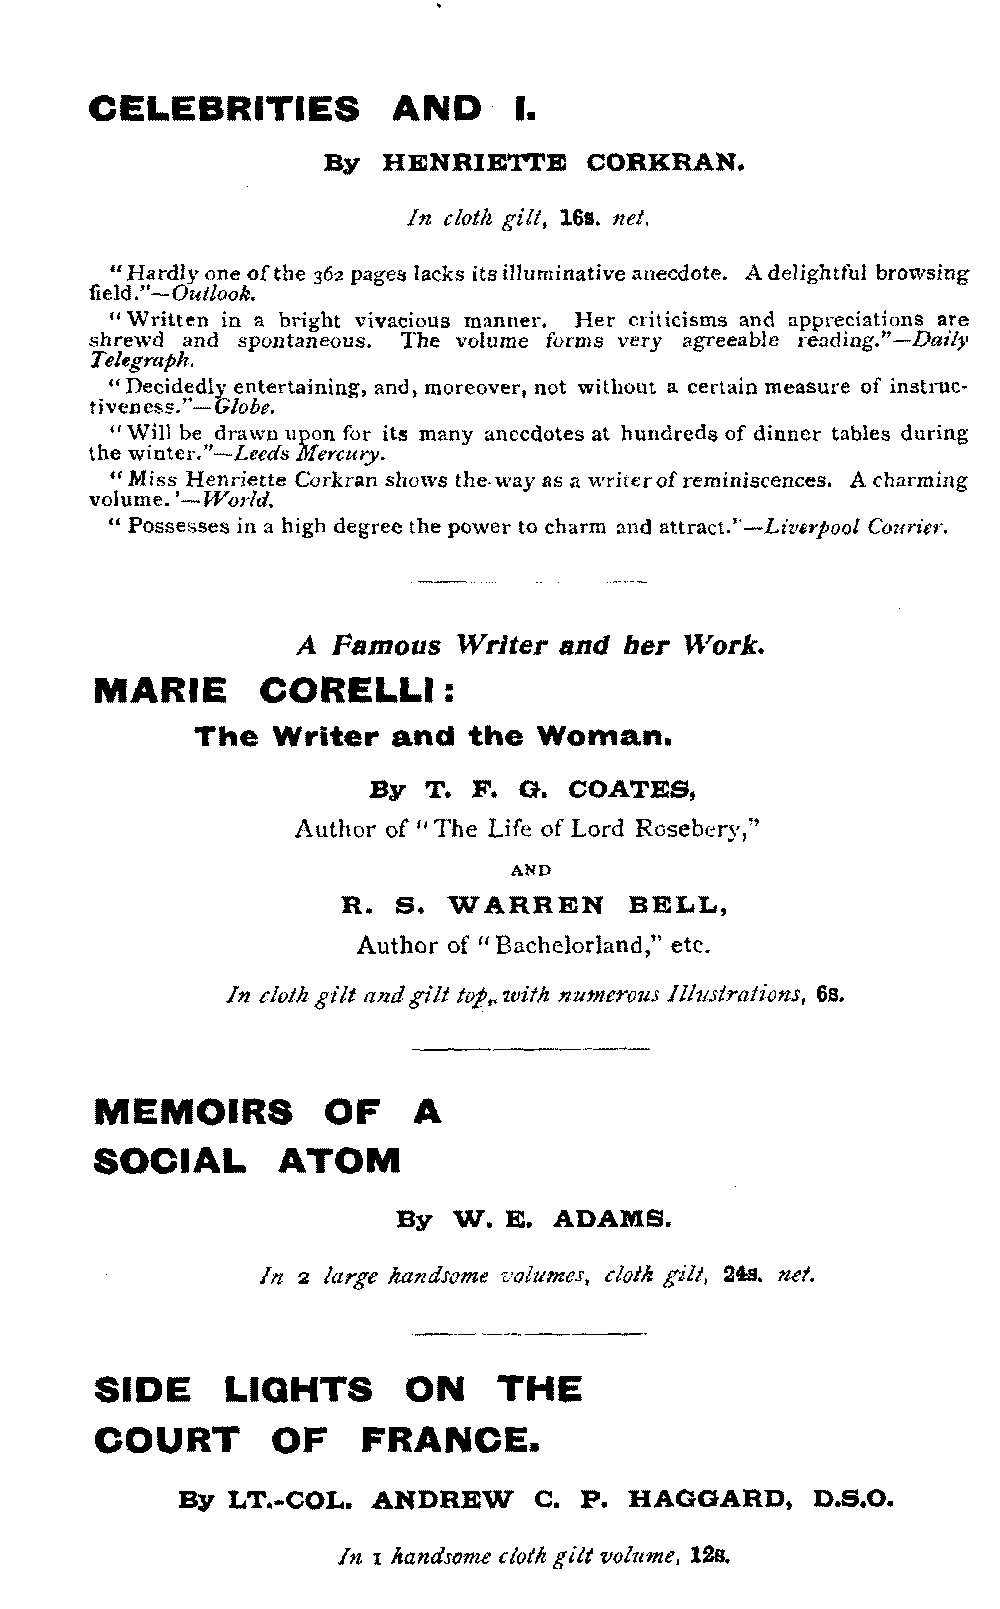 CELEBRITIES AND I.
By HENRIETTE CORKRAN.
In cloth gilt, 16s. net.
"Hardly one of the 362 pages lacks its illuminative anecdote. A delightful browsing
field."—Outlook.
"Written in a bright vivacious manner. Her criticisms and appreciations are
shrewd and spontaneous. The volume forms very agreeable reading."—Daily
Telegraph.
"Decidedly entertaining, and, moreover, not without a certain measure of instruc-
tiveness."—Globe.
"Will be drawn upon for its many anecdotes at hundreds of dinner tables during
the winter."—Leeds Mercury.
"Miss Henriette Corkran shows the way as a writer of reminiscences. A charming
volume.'—World.
"Possesses in a high degree the power to charm and attract."—Liverpool Courier.
A Famous Writer and her Work.
MARIE CORELLI:
The Writer and the Woman.
By T. F. G. COATES,
Author of "The Life of Lord Rosebery,"
AND
R. S. WARREN BELL,
Author of "Bachelorland," etc.
In cloth gilt and gilt top, with numerous Illustrations, 6s.
MEMOIRS OF A
SOCIAL ATOM
By W. E. ADAMS.
In 2 large handsome volumes, cloth gilt, 24s. net.
SIDE LIGHTS ON THE
COURT OF FRANCE.
By LT.-COL. ANDREW C. P. HAGGARD, D.S.O.
In 1 handsome cloth gilt volume, 12s.